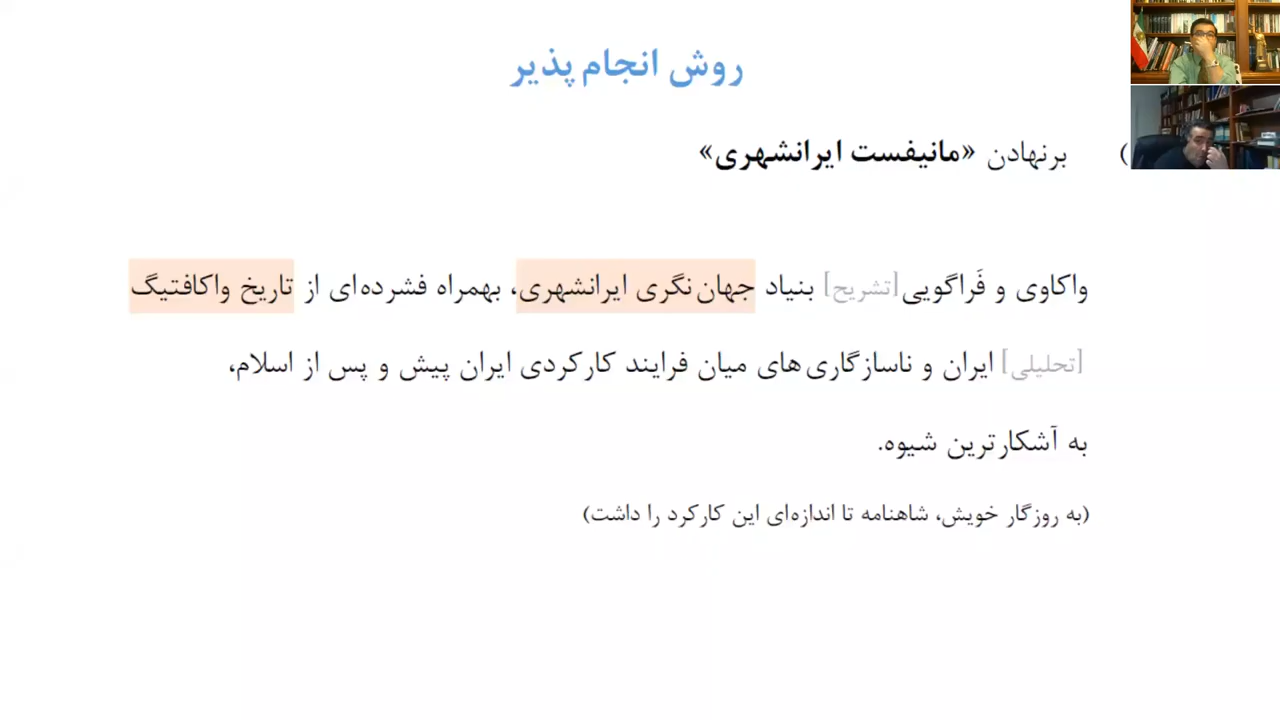 روش انجام پذیر
( برنهادن «مانیفست ایرانشهری»
واکاوی و فَراگویی[تشریح] بنیاد جهان‌نگری ایرانشهری، بهمراه فشرده‌ای از تاریخ واکافتیگ
[تحلیلی] ایران و ناسازگاری‌های میان فرایند کارکردی ایران پیش و پس از اسلام،
به آشکارترین شیوه.
(به روزگار خویش، شاهنامه تا اندازه‌ای این کارکرد را داشت)